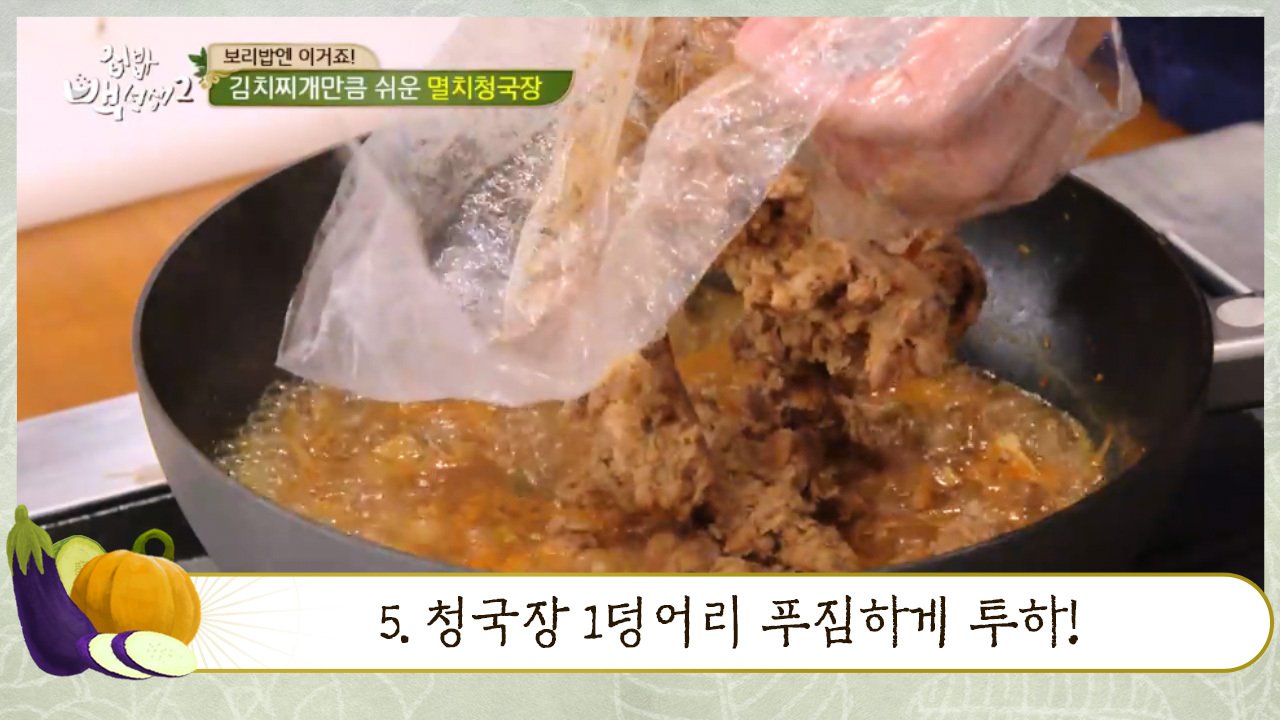 집밥
백선생2
보리밥엔 이거죠!
김치찌개만큼 쉬운 멸치청국장
5. 청국장 1덩어리 푸짐하게 투하!